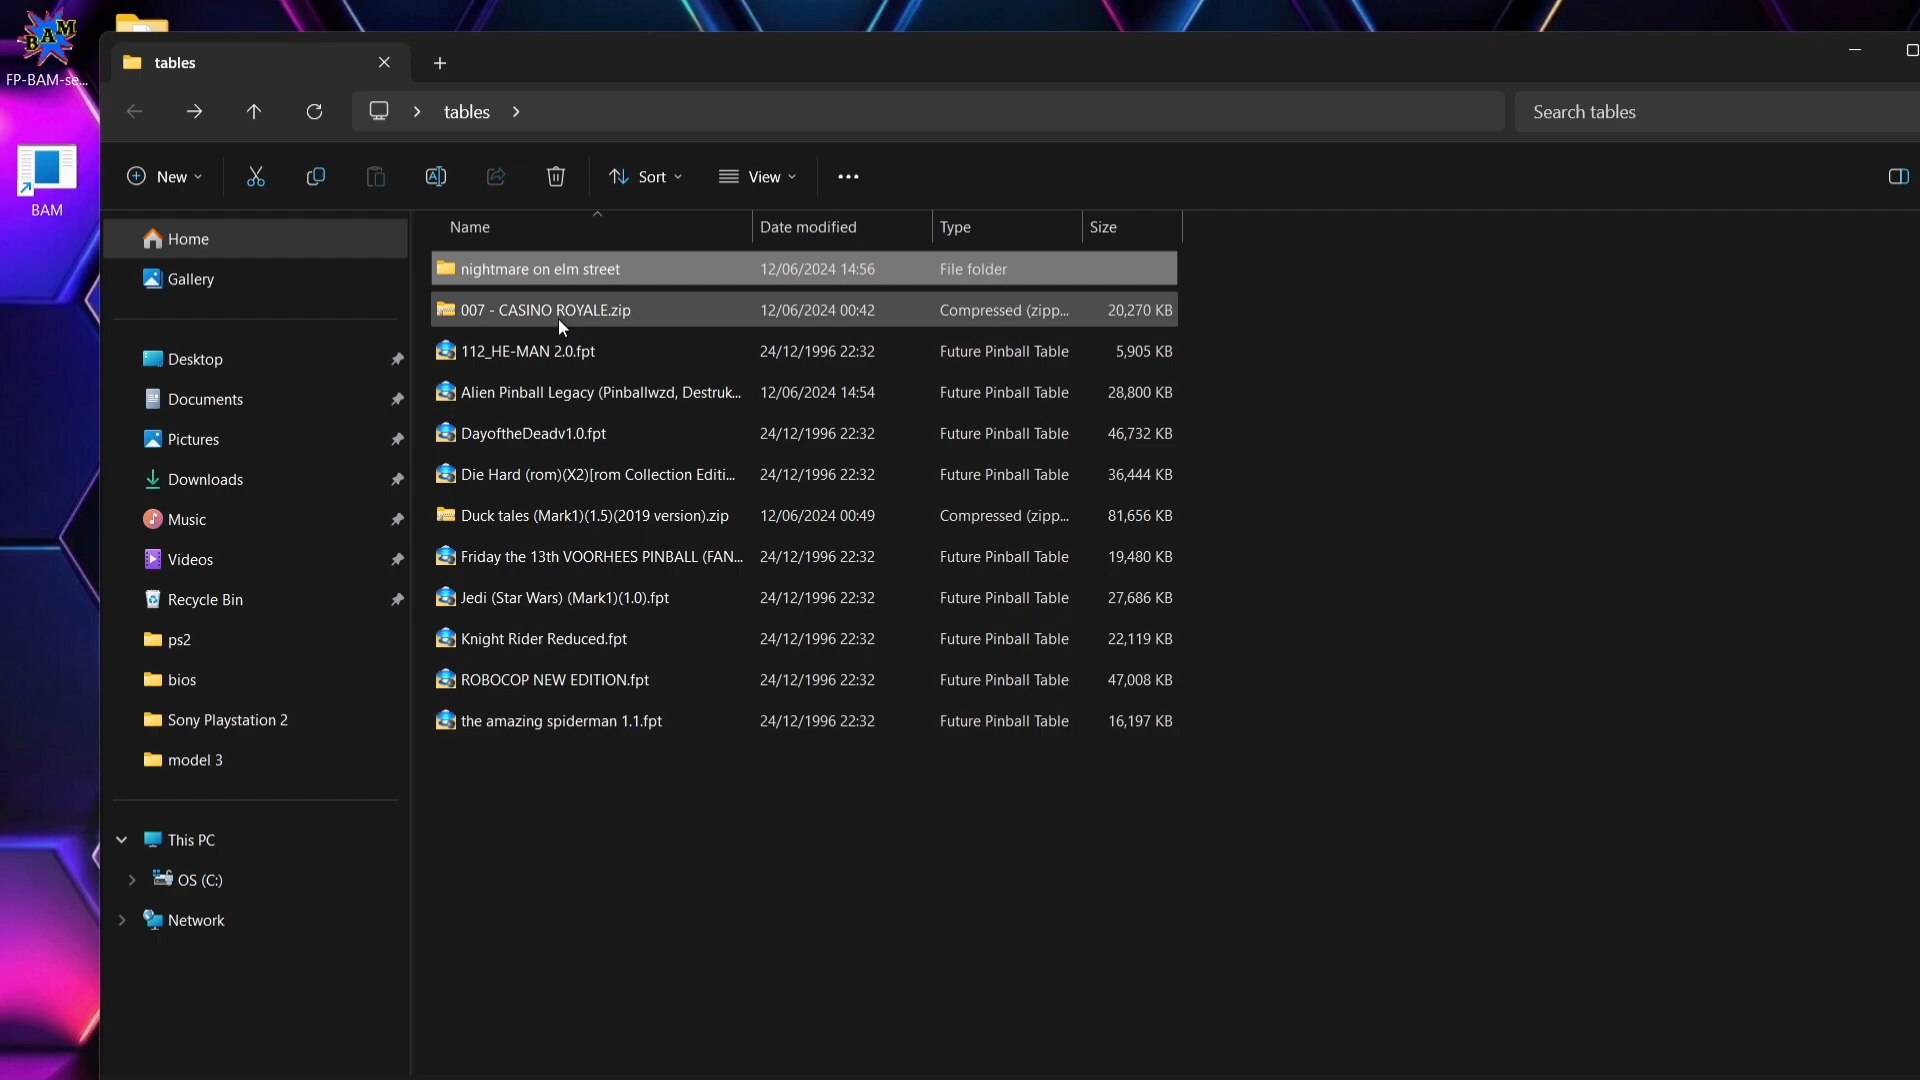 BAM
FP-BAM-se...
BAM
tables
tables
Search tables
New
Sort
View
Home
Gallery
Desktop
Documents
Pictures
Downloads
Music
Videos
Recycle Bin
ps2
bios
Sony Playstation 2
model 3
This PC
OS (C:)
Network
Name Date modified Type Size
nightmare on elm street 12/06/2024 14:56 File folder
007 - CASINO ROYALE.zip 12/06/2024 00:42 Compressed (zipp... 20,270 KB
112_HE-MAN 2.0.fpt 24/12/1996 22:32 Future Pinball Table 5,905 KB
Alien Pinball Legacy (Pinballwzd, Destruk... 12/06/2024 14:54 Future Pinball Table 28,800 KB
DayoftheDeadv1.0.fpt 24/12/1996 22:32 Future Pinball Table 46,732 KB
Die Hard (rom)(X2)[rom Collection Editi... 24/12/1996 22:32 Future Pinball Table 36,444 KB
Duck tales (Mark1)(1.5)(2019 version).zip 12/06/2024 00:49 Compressed (zipp... 81,656 KB
Friday the 13th VOORHEES PINBALL (FAN... 24/12/1996 22:32 Future Pinball Table 19,480 KB
Jedi (Star Wars) (Mark1)(1.0).fpt 24/12/1996 22:32 Future Pinball Table 27,686 KB
Knight Rider Reduced.fpt 24/12/1996 22:32 Future Pinball Table 22,119 KB
ROBOCOP NEW EDITION.fpt 24/12/1996 22:32 Future Pinball Table 47,008 KB
the amazing spiderman 1.1.fpt 24/12/1996 22:32 Future Pinball Table 16,197 KB